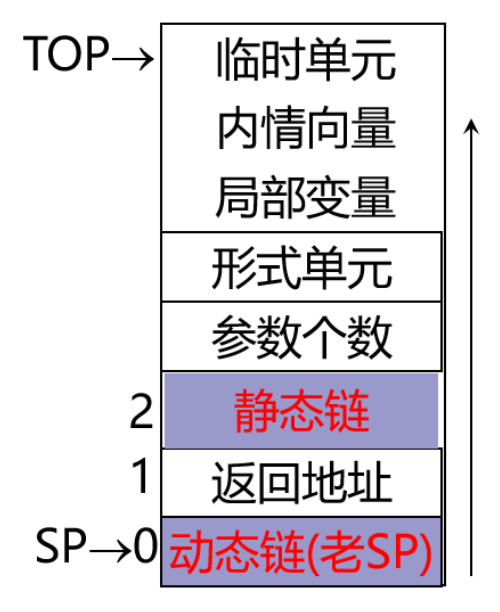 TOP→ 临时单元
内情向量
局部变量
形式单元
参数个数
2 静态链
1 返回地址
SP→0 动态链(老SP)